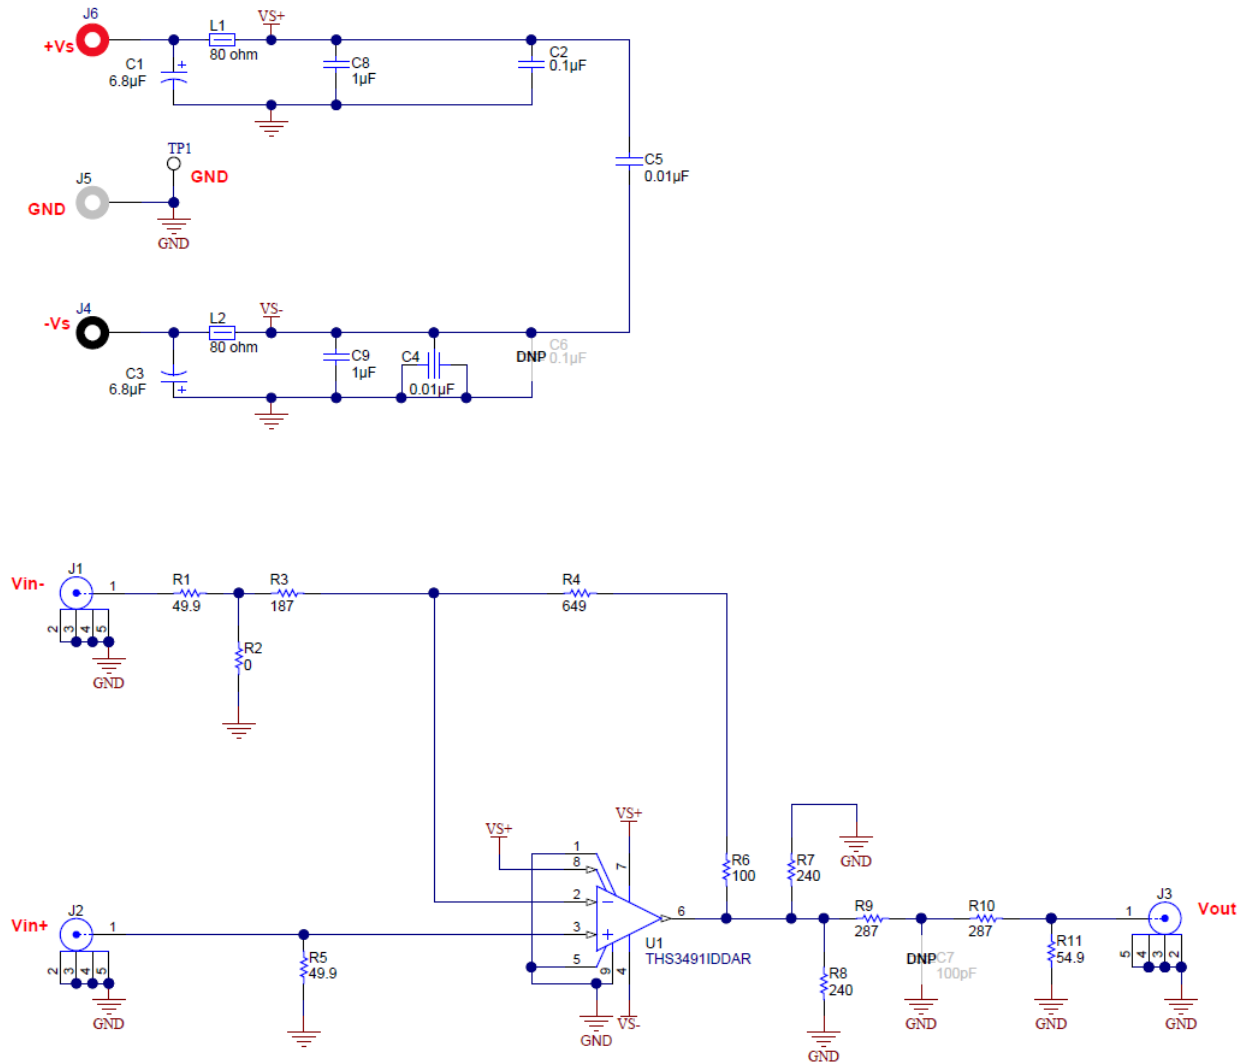 J6
+Vs
C1
6.8µF
+
L1
80 ohm
VS+
C8
1µF
C2
0.1µF
C5
0.01µF
TP1
GND
J5
GND
GND
J4
-Vs
C3
6.8µF
+
L2
80 ohm
VS-
C9
1µF
C4
0.01µF
DNP
C6
0.1µF
Vin-
J1
1
2
3
4
5
GND
R1
49.9
R3
187
R2
0
R4
649
Vin+
J2
1
2
3
4
5
GND
R5
49.9
VS+
VS+
1
8
2
3
5
9
4
7
6
U1
THS3491IDDAR
GND
VS-
R6
100
R7
240
GND
R8
240
GND
R9
287
DNP
C7
100pF
GND
R10
287
R11
54.9
GND
J3
1
5
4
3
2
GND
Vout